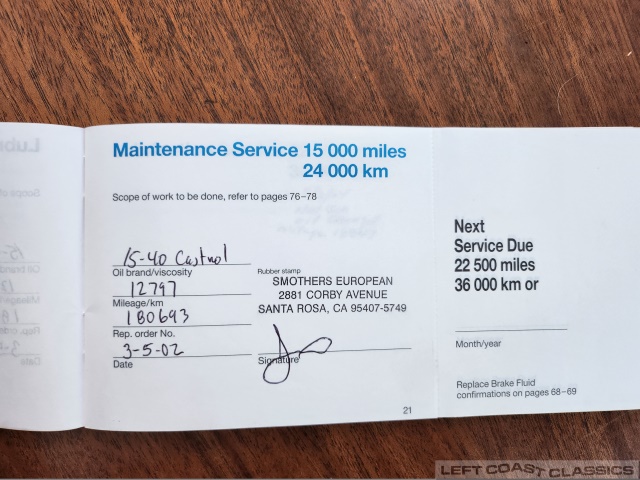 Maintenance Service 15 000 miles
24 000 km
Scope of work to be done, refer to pages 76–78
15-40 Castrol
Oil brand/viscosity
12797
Mileage/km
180693
Rep. order No.
3-5-02
Date
Rubber stamp
SMOTHERS EUROPEAN
2881 CORBY AVENUE
SANTA ROSA, CA 95407-5749
Signature
21
Next
Service Due
22 500 miles
36 000 km or
Month/year
Replace Brake Fluid
confirmations on pages 68–69
LEFT COAST CLASSICS